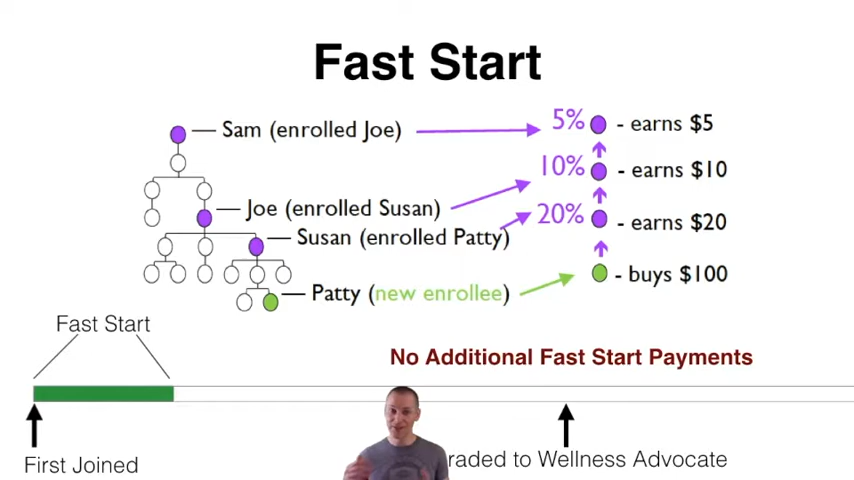 Fast Start
Sam (enrolled Joe)
5%
- earns $5
10%
- earns $10
Joe (enrolled Susan)
20%
- earns $20
Susan (enrolled Patty)
Patty (new enrollee)
- buys $100
Fast Start
No Additional Fast Start Payments
First Joined
raded to Wellness Advocate